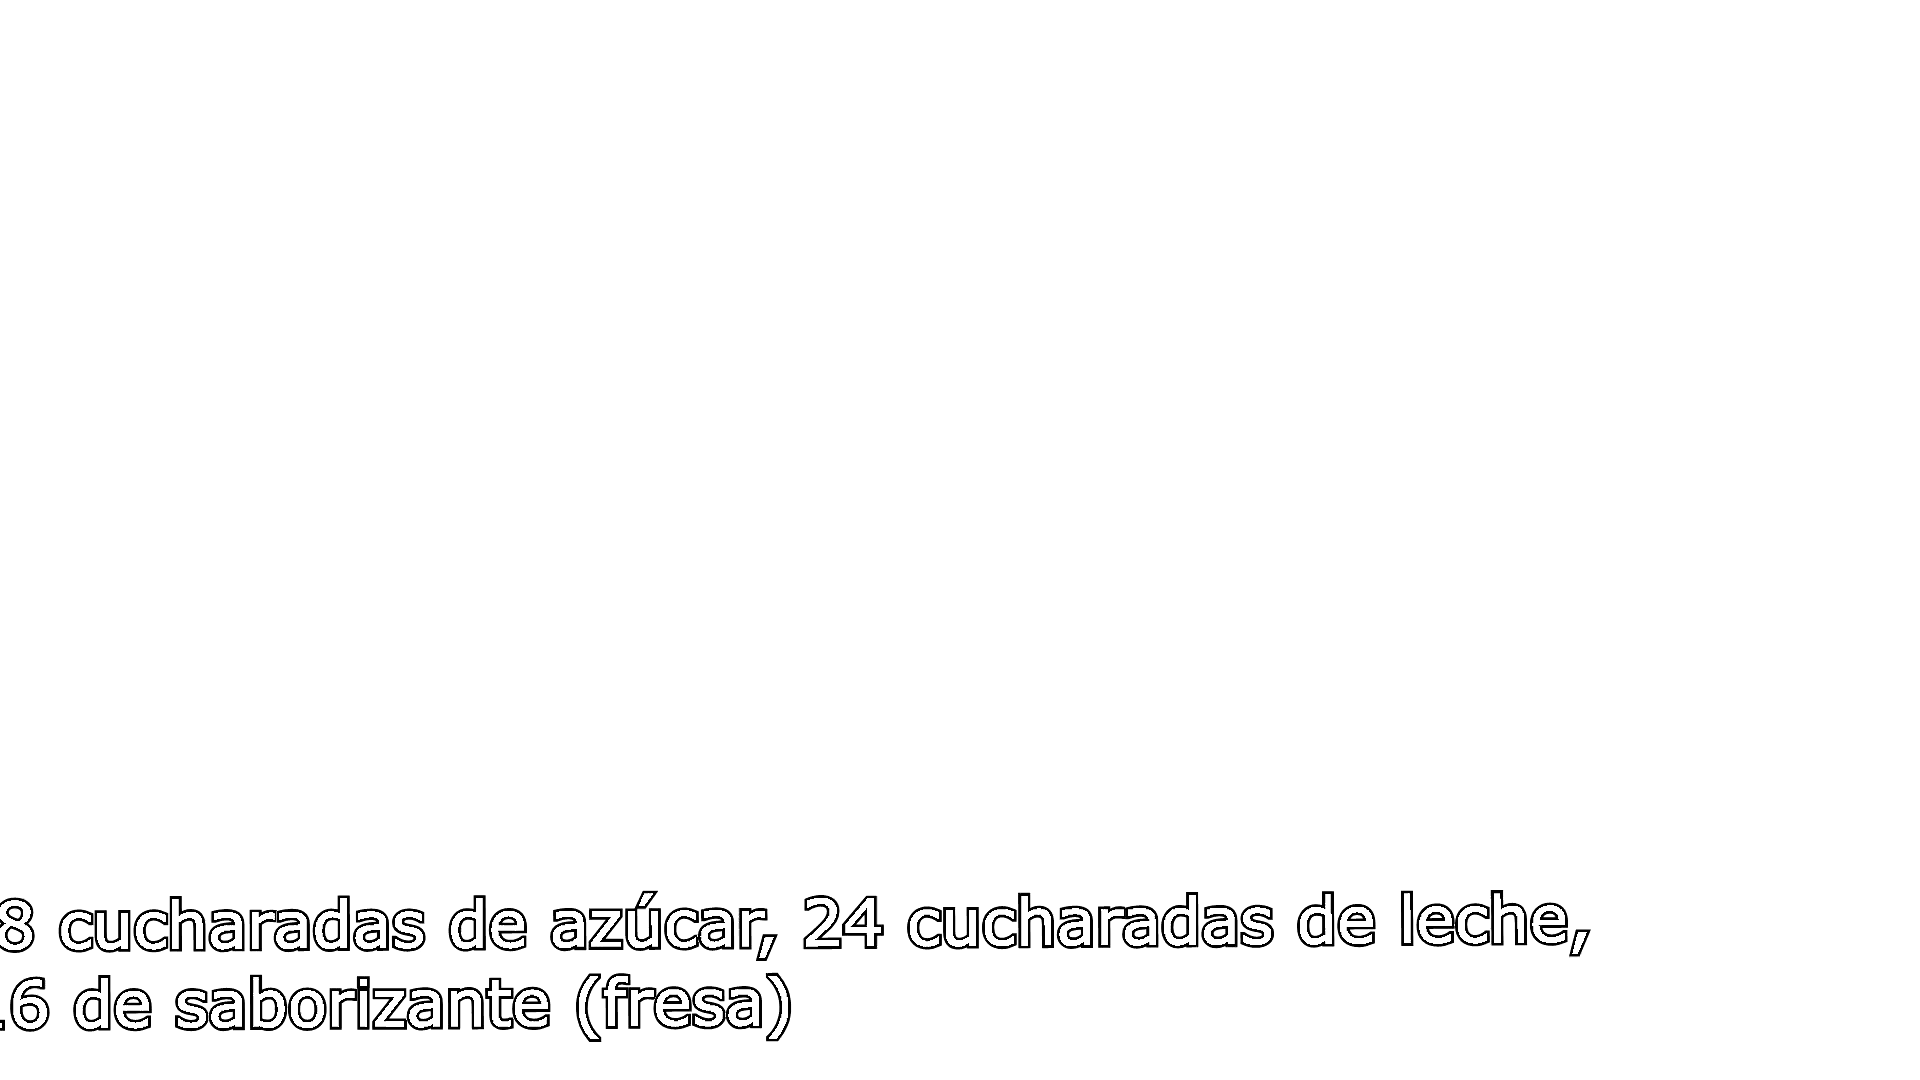 8 cucharadas de azúcar, 24 cucharadas de leche,
6 de saborizante (fresa)